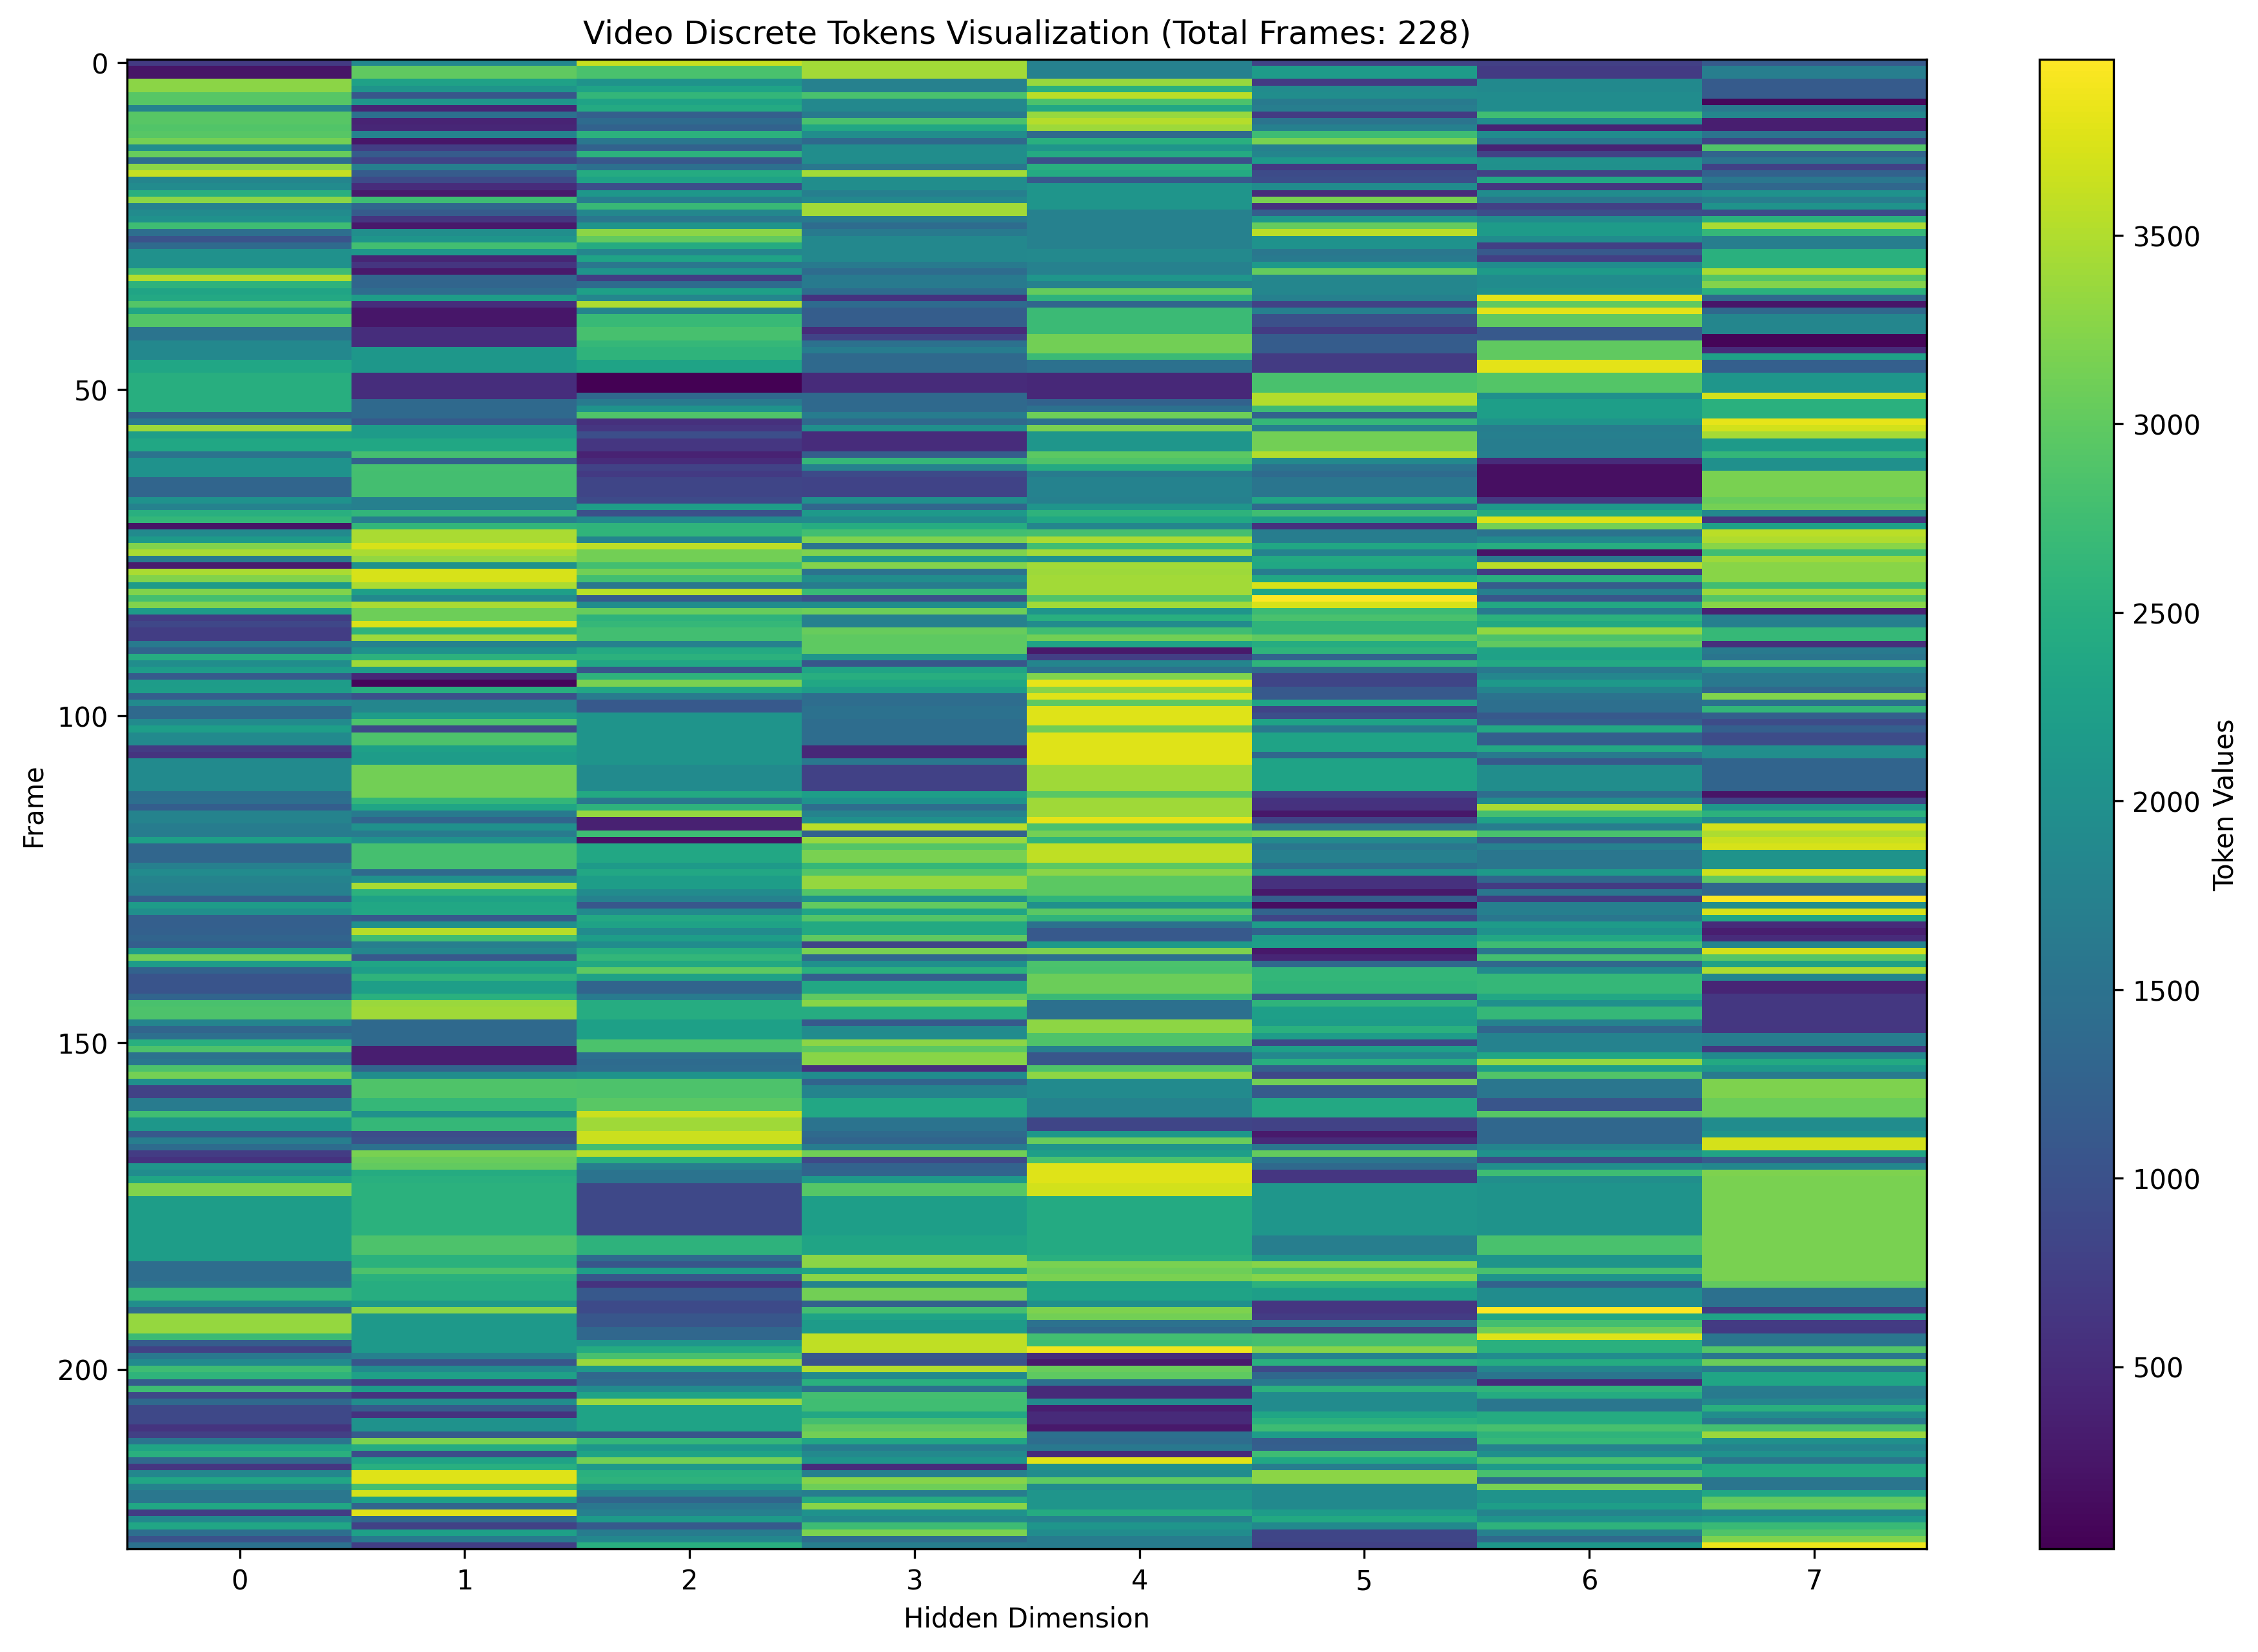 Video Discrete Tokens Visualization (Total Frames: 228)
0
50
100
150
200
Frame
0 1 2 3 4 5 6 7
Hidden Dimension
3500
3000
2500
2000
1500
1000
500
Token Values